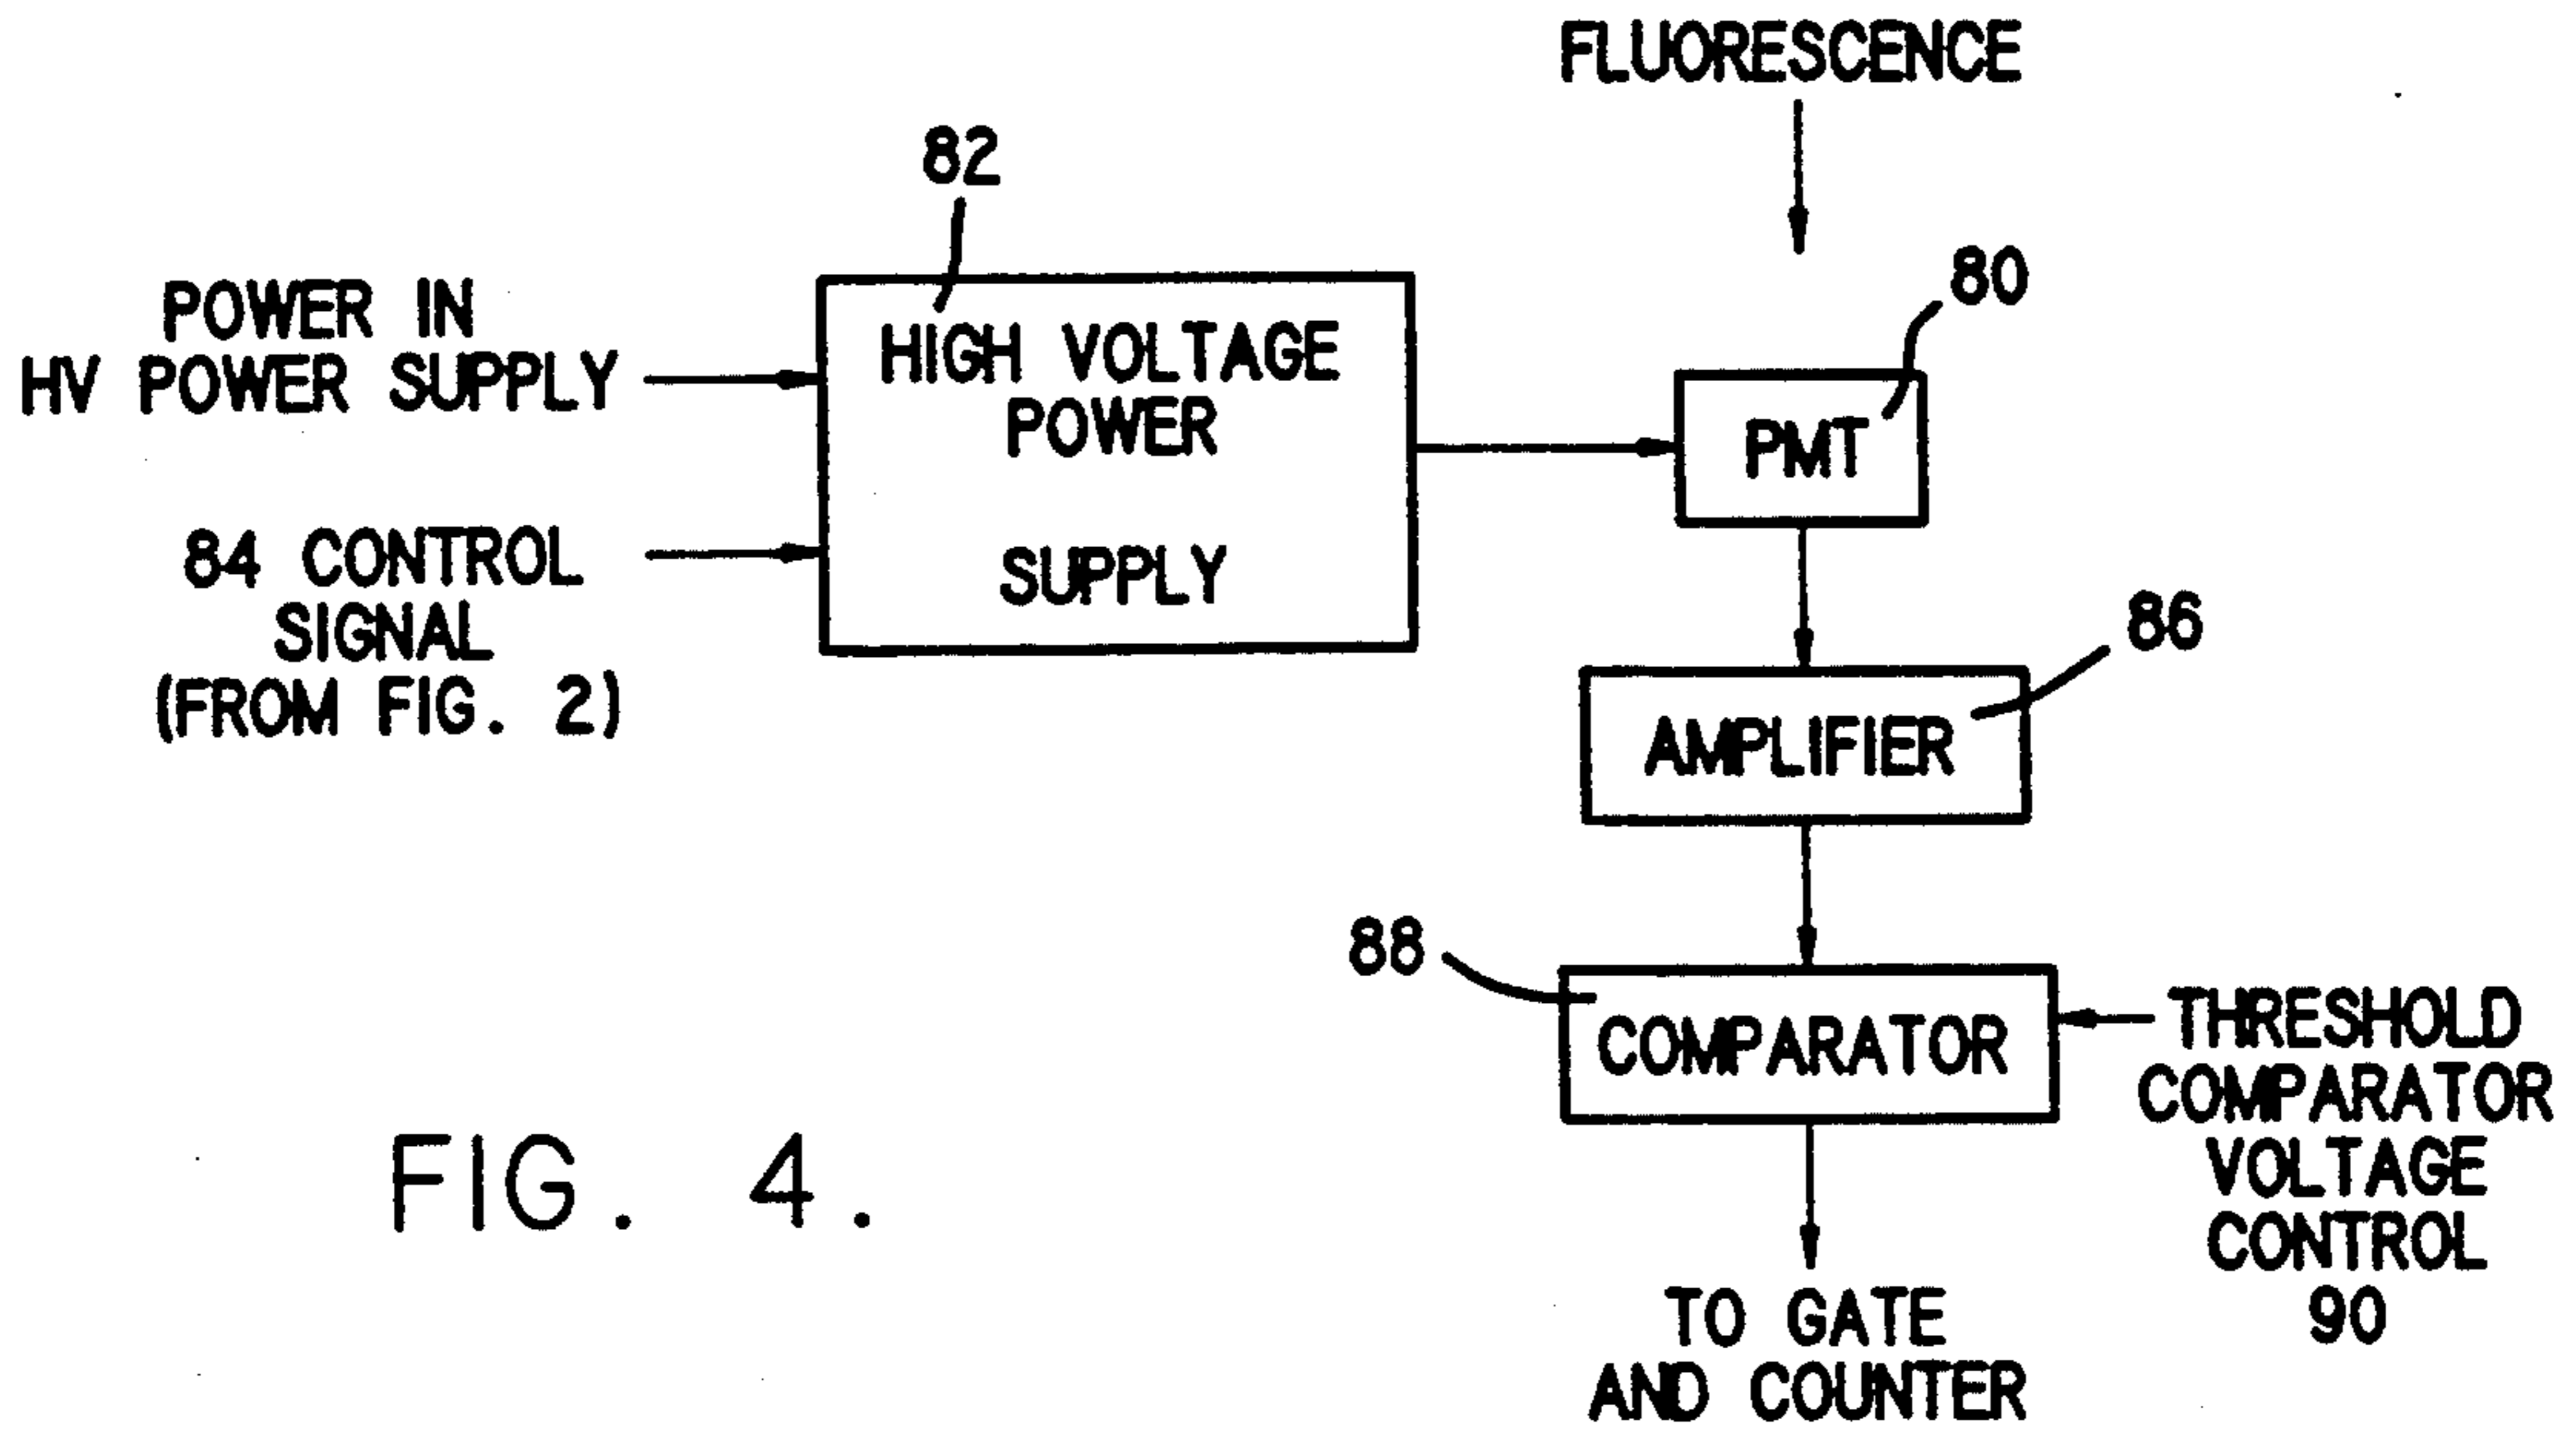 FLUORESCENCE
82
80
POWER IN
HV POWER SUPPLY
HIGH VOLTAGE
POWER
SUPPLY
PMT
84 CONTROL
SIGNAL
(FROM FIG. 2)
86
AMPLIFIER
88
COMPARATOR
THRESHOLD
COMPARATOR
VOLTAGE
CONTROL
90
TO GATE
AND COUNTER
FIG. 4.